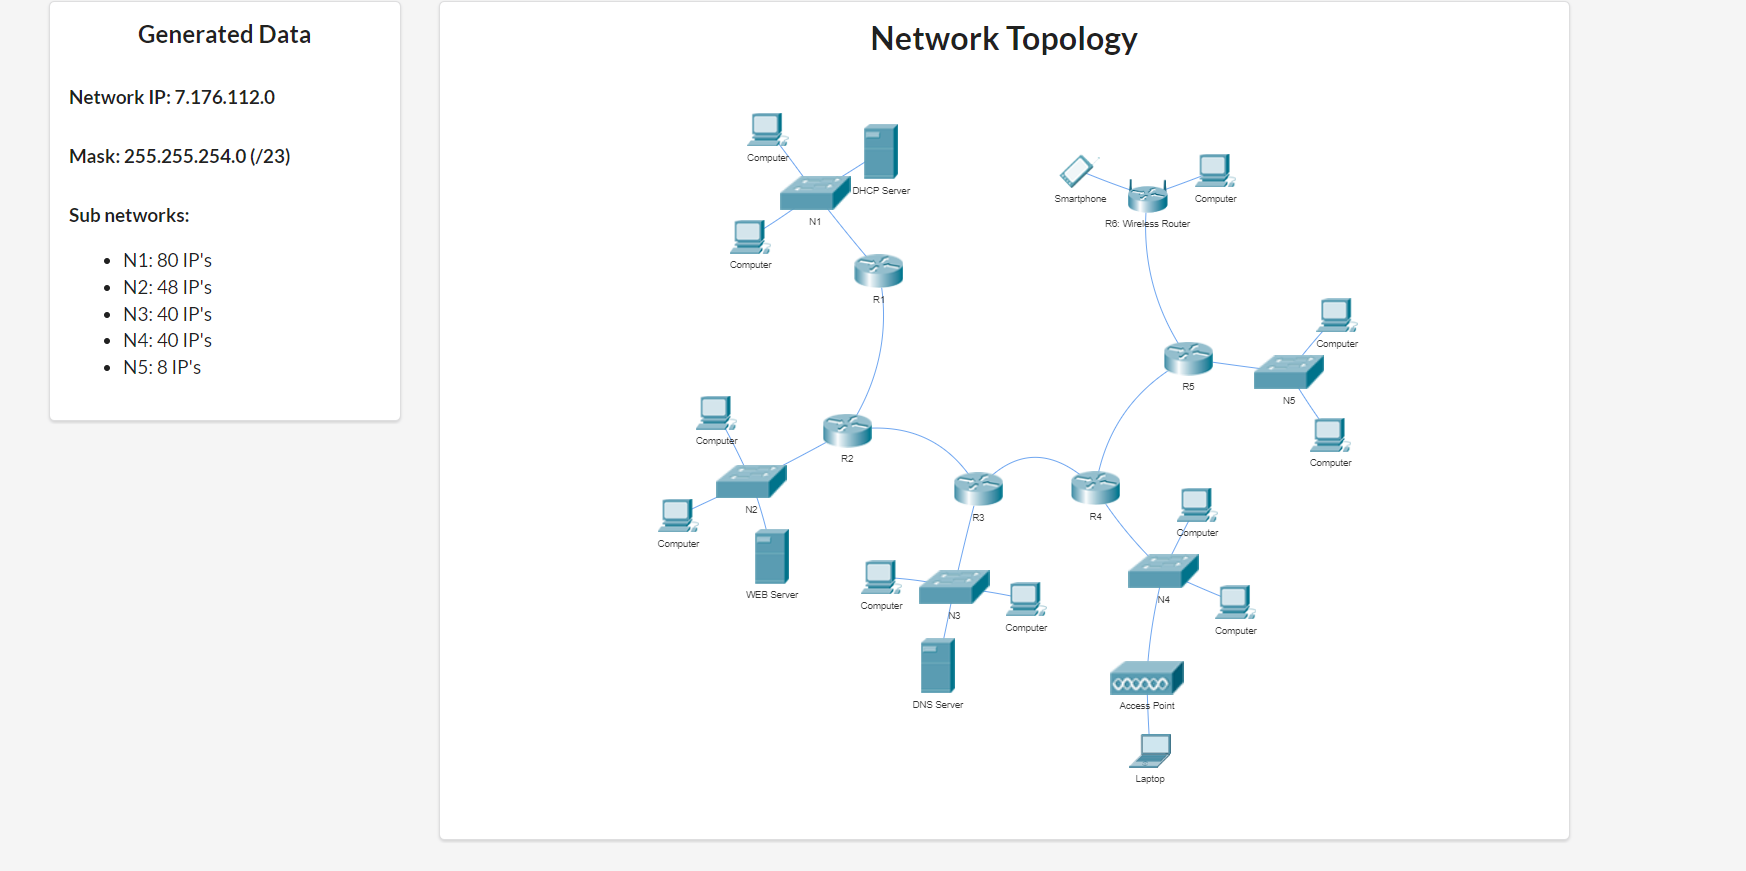 Generated Data
Network IP: 7.176.112.0
Mask: 255.255.254.0 (/23)
Sub networks:
N1: 80 IP's
N2: 48 IP's
N3: 40 IP's
N4: 40 IP's
N5: 8 IP's
Network Topology
Computer
DHCP Server
N1
Computer
R1
Smartphone
Computer
R6: Wireless Router
Computer
R5
N5
Computer
Computer
R2
N2
Computer
WEB Server
R3
R4
Computer
Computer
N3
Computer
DNS Server
N4
Computer
Access Point
Laptop